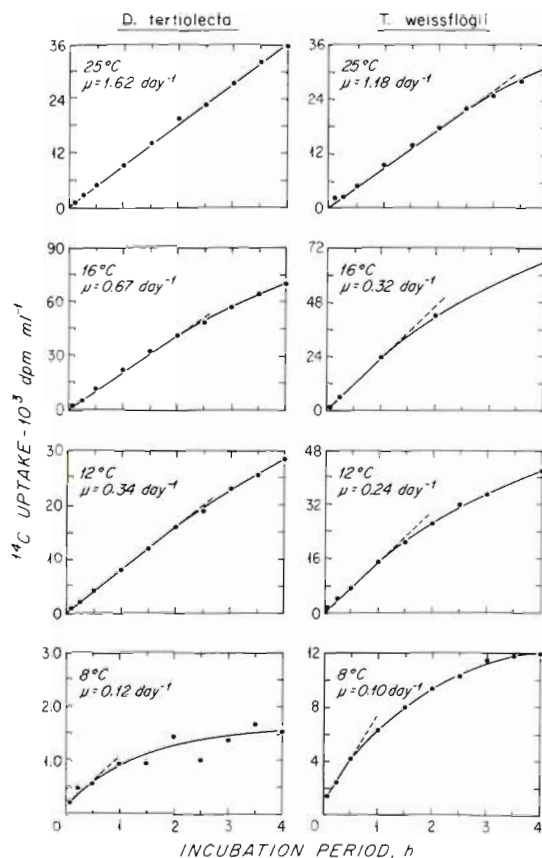 D. tertiolecta
T. weissflögii
36
24
12
0
25°C
μ=1.62 day⁻¹
36
24
12
0
25°C
μ=1.18 day⁻¹
90
60
30
0
16°C
μ=0.67 day⁻¹
72
48
24
0
16°C
μ=0.32 day⁻¹
30
20
10
0
12°C
μ=0.34 day⁻¹
48
32
16
0
12°C
μ=0.24 day⁻¹
3.0
2.0
1.0
0
8°C
μ=0.12 day⁻¹
12
8
4
0
8°C
μ=0.10 day⁻¹
0 1 2 3 4
0 1 2 3 4
¹⁴C UPTAKE - 10³ dpm ml⁻¹
INCUBATION PERIOD, h